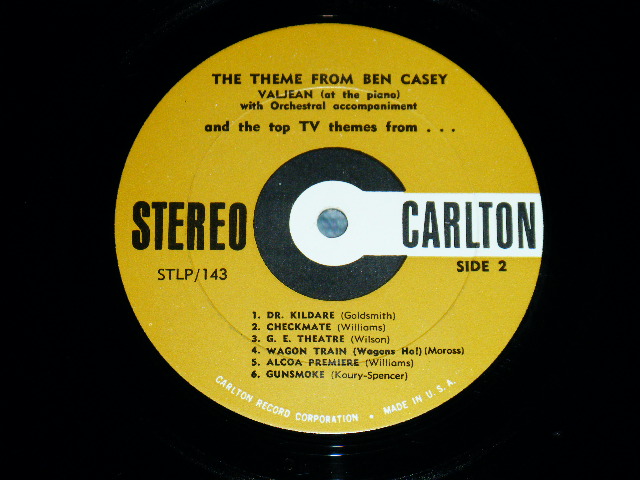 THE THEME FROM BEN CASEY
VALJEAN (at the piano)
with Orchestral accompaniment
and the top TV themes from . . .
STEREO CARLTON
STLP/143 SIDE 2
1. DR. KILDARE (Goldsmith)
2. CHECKMATE (Williams)
3. G. E. THEATRE (Wilson)
4. WAGON TRAIN (Wagons Ho!) (Moross)
5. ALCOA PREMIERE (Williams)
6. GUNSMOKE (Koury-Spencer)
CARLTON RECORD CORPORATION • MADE IN U.S.A.